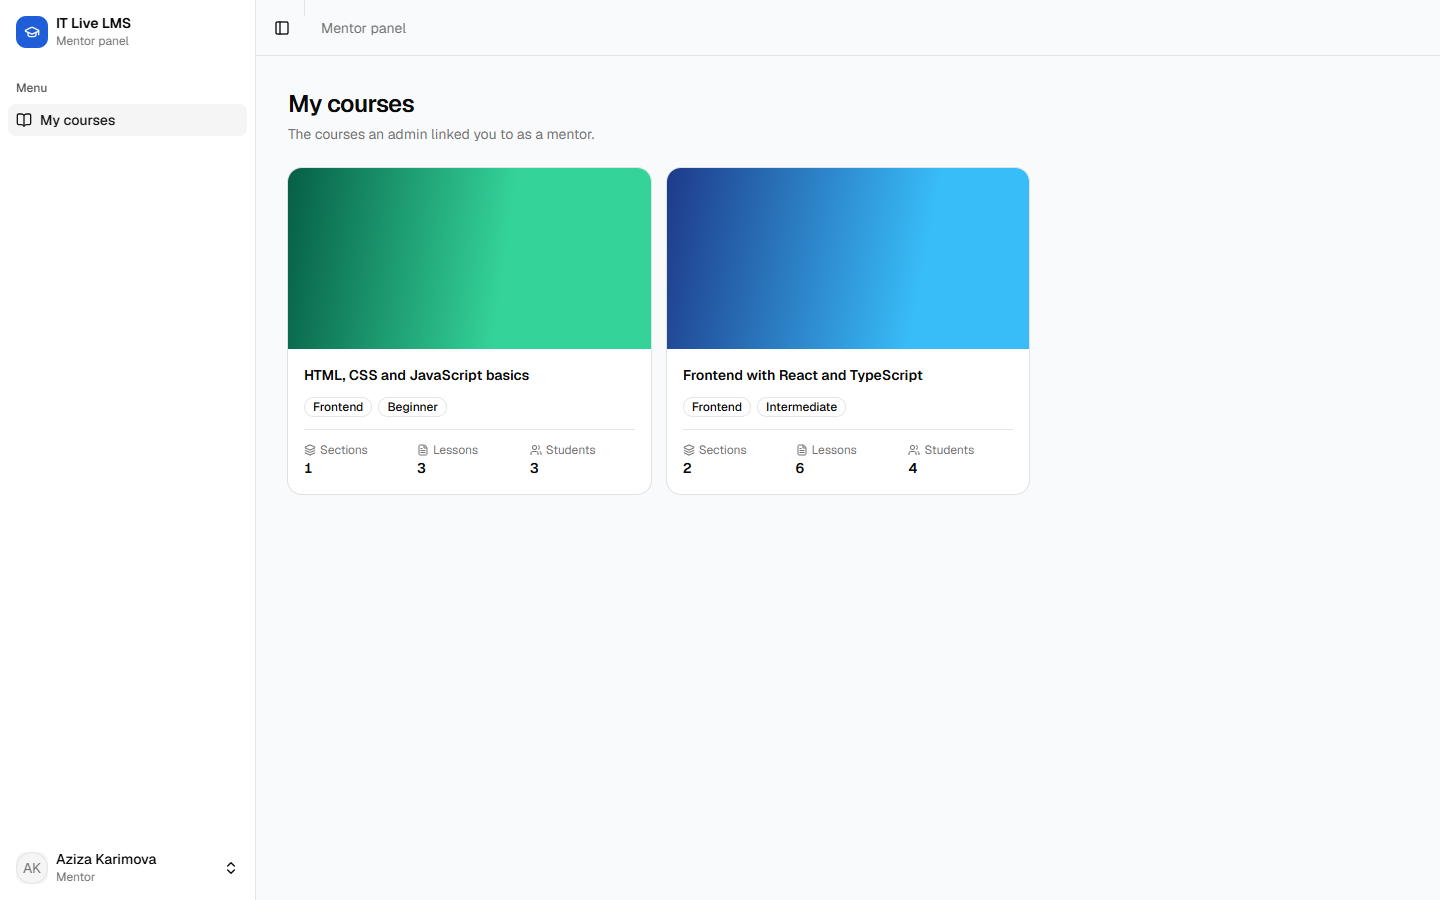 IT Live LMS
Mentor panel
Menu
My courses
Aziza Karimova
Mentor
AK
Mentor panel
My courses
The courses an admin linked you to as a mentor.
HTML, CSS and JavaScript basics
Frontend Beginner
Sections Lessons Students
1 3 3
Frontend with React and TypeScript
Frontend Intermediate
Sections Lessons Students
2 6 4